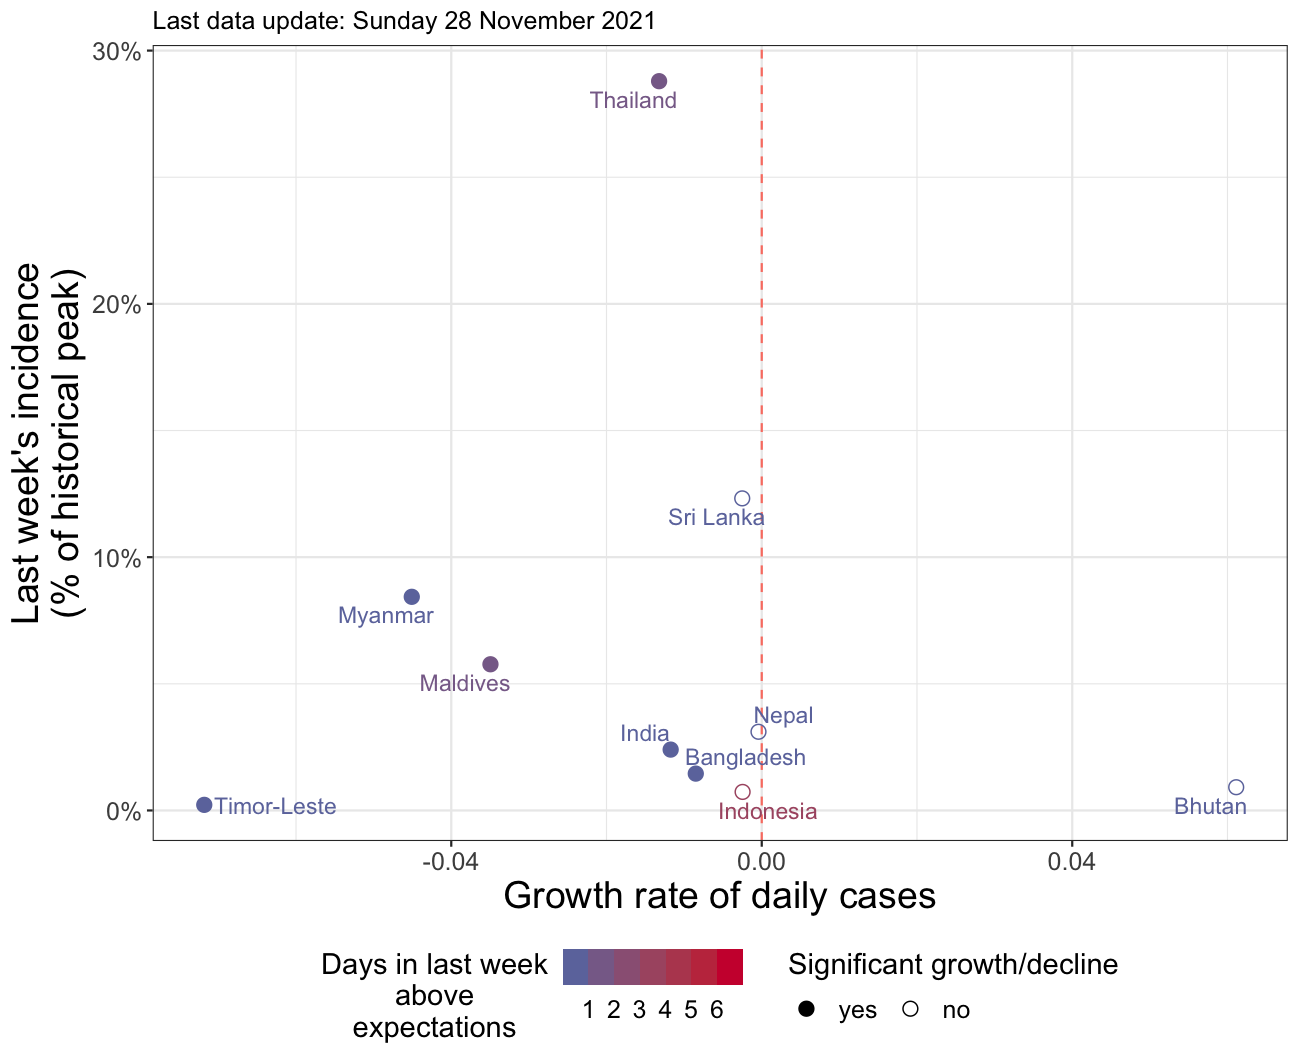 Last data update: Sunday 28 November 2021
30%
20%
10%
0%
Last week's incidence
(% of historical peak)
Thailand
Sri Lanka
Myanmar
Maldives
Nepal
India
Bangladesh
Timor-Leste
Indonesia
Bhutan
-0.04
0.00
0.04
Growth rate of daily cases
Days in last week
above
expectations
1 2 3 4 5 6
Significant growth/decline
yes
no